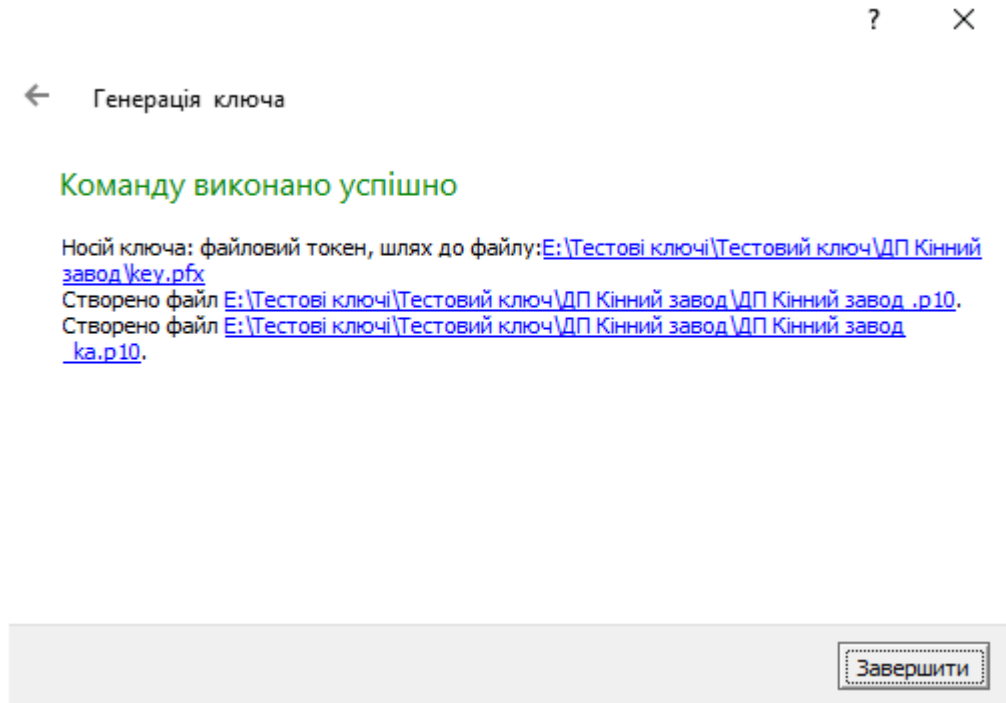 ?
Генерація ключа
Команду виконано успішно
Носій ключа: файловий токен, шлях до файлу:E:\Тестові ключі\Тестовий ключ\ДП Кінний
завод\key.pfx
Створено файл E:\Тестові ключі\Тестовий ключ\ДП Кінний завод\ДП Кінний завод .p10.
Створено файл E:\Тестові ключі\Тестовий ключ\ДП Кінний завод\ДП Кінний завод
_ka.p10.
Завершити